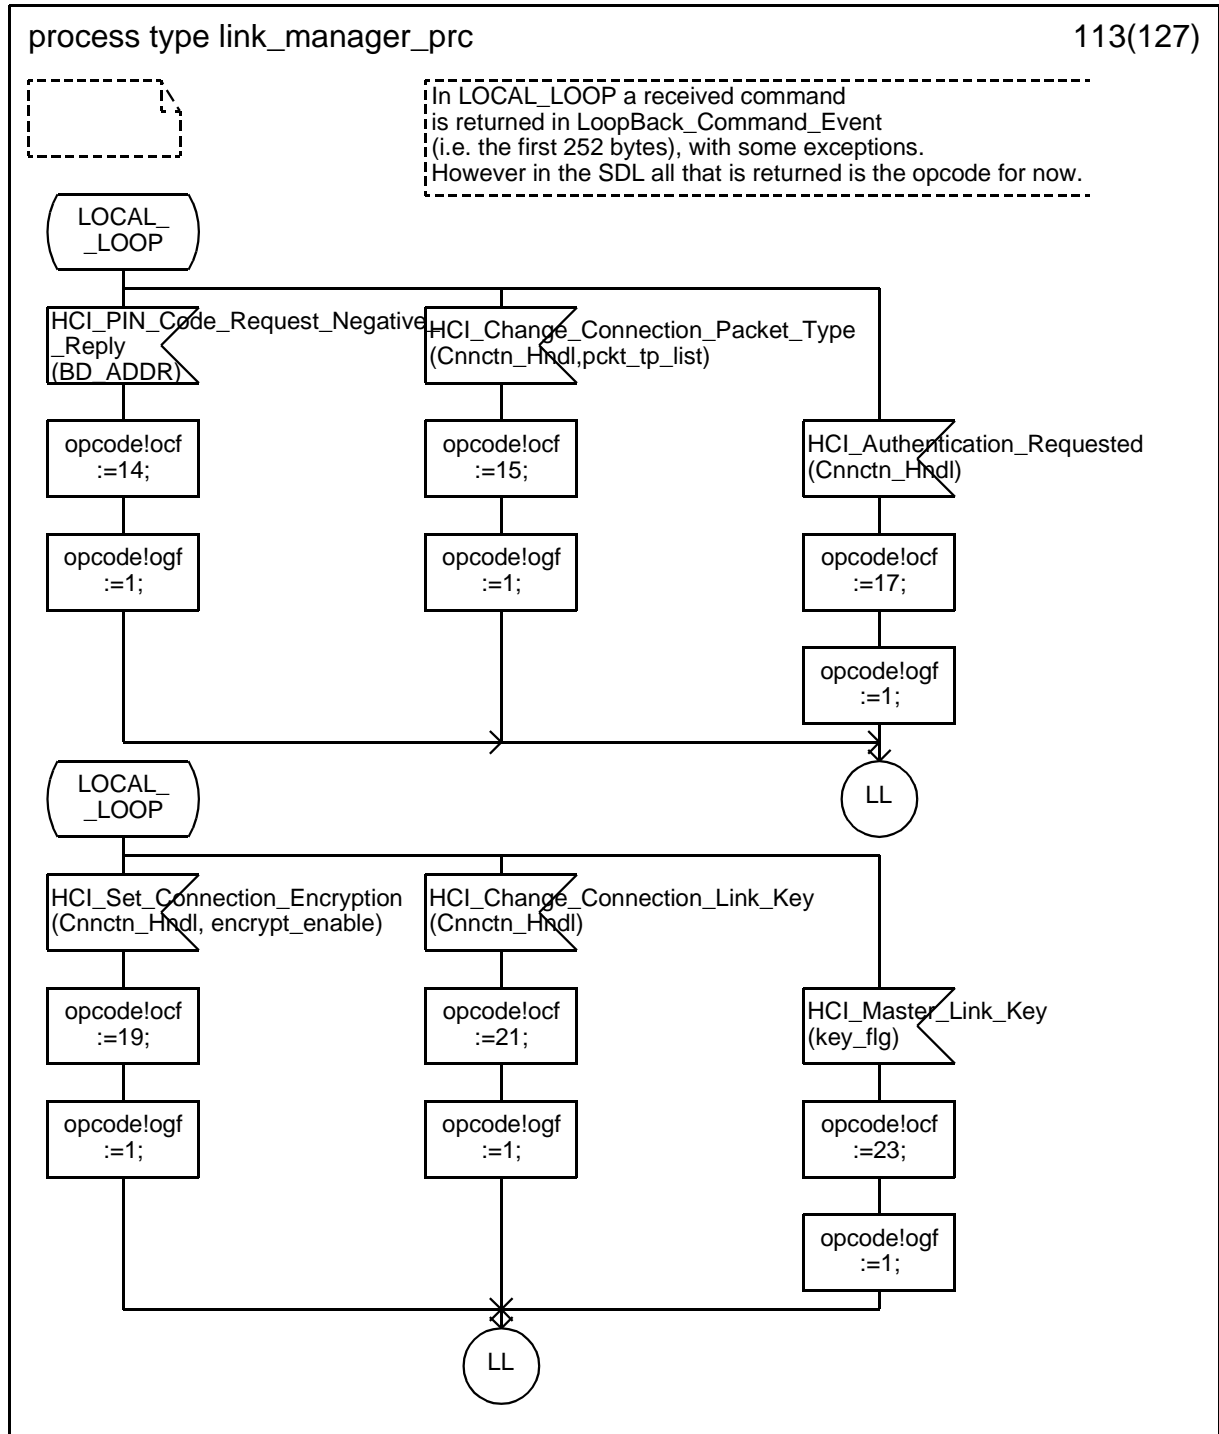 process type link_manager_prc
113(127)
In LOCAL_LOOP a received command
is returned in LoopBack_Command_Event
(i.e. the first 252 bytes), with some exceptions.
However in the SDL all that is returned is the opcode for now.
LOCAL_
_LOOP
HCI_PIN_Code_Request_Negative_
_Reply
(BD_ADDR)
HCI_Change_Connection_Packet_Type
(Cnnctn_Hndl,pckt_tp_list)
opcode!ocf
:=14;
opcode!ocf
:=15;
HCI_Authentication_Requested
(Cnnctn_Hndl)
opcode!ogf
:=1;
opcode!ogf
:=1;
opcode!ocf
:=17;
opcode!ogf
:=1;
LOCAL_
_LOOP
LL
HCI_Set_Connection_Encryption
(Cnnctn_Hndl, encrypt_enable)
HCI_Change_Connection_Link_Key
(Cnnctn_Hndl)
opcode!ocf
:=19;
opcode!ocf
:=21;
HCI_Master_Link_Key
(key_flg)
opcode!ogf
:=1;
opcode!ogf
:=1;
opcode!ocf
:=23;
opcode!ogf
:=1;
LL